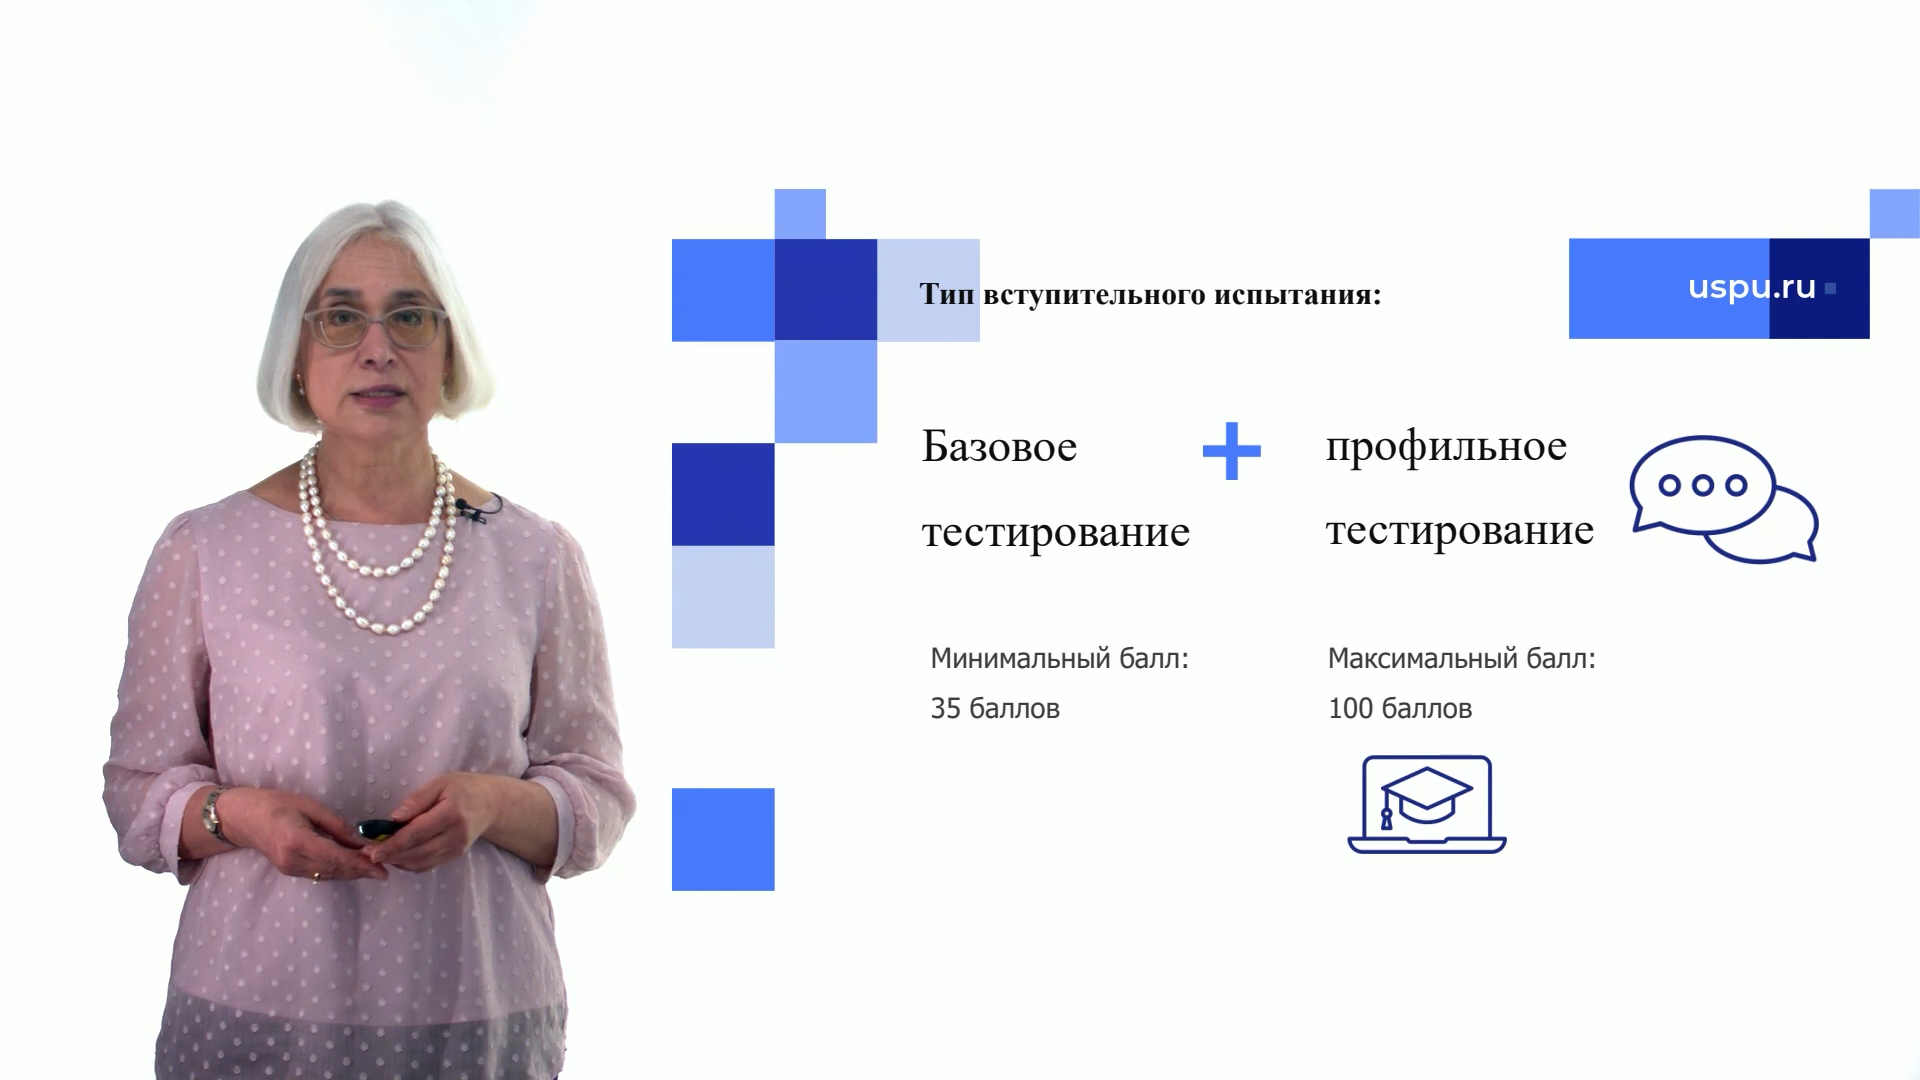 Тип вступительного испытания:
uspu.ru
Базовое
тестирование
профильное
тестирование
Минимальный балл:
35 баллов
Максимальный балл:
100 баллов